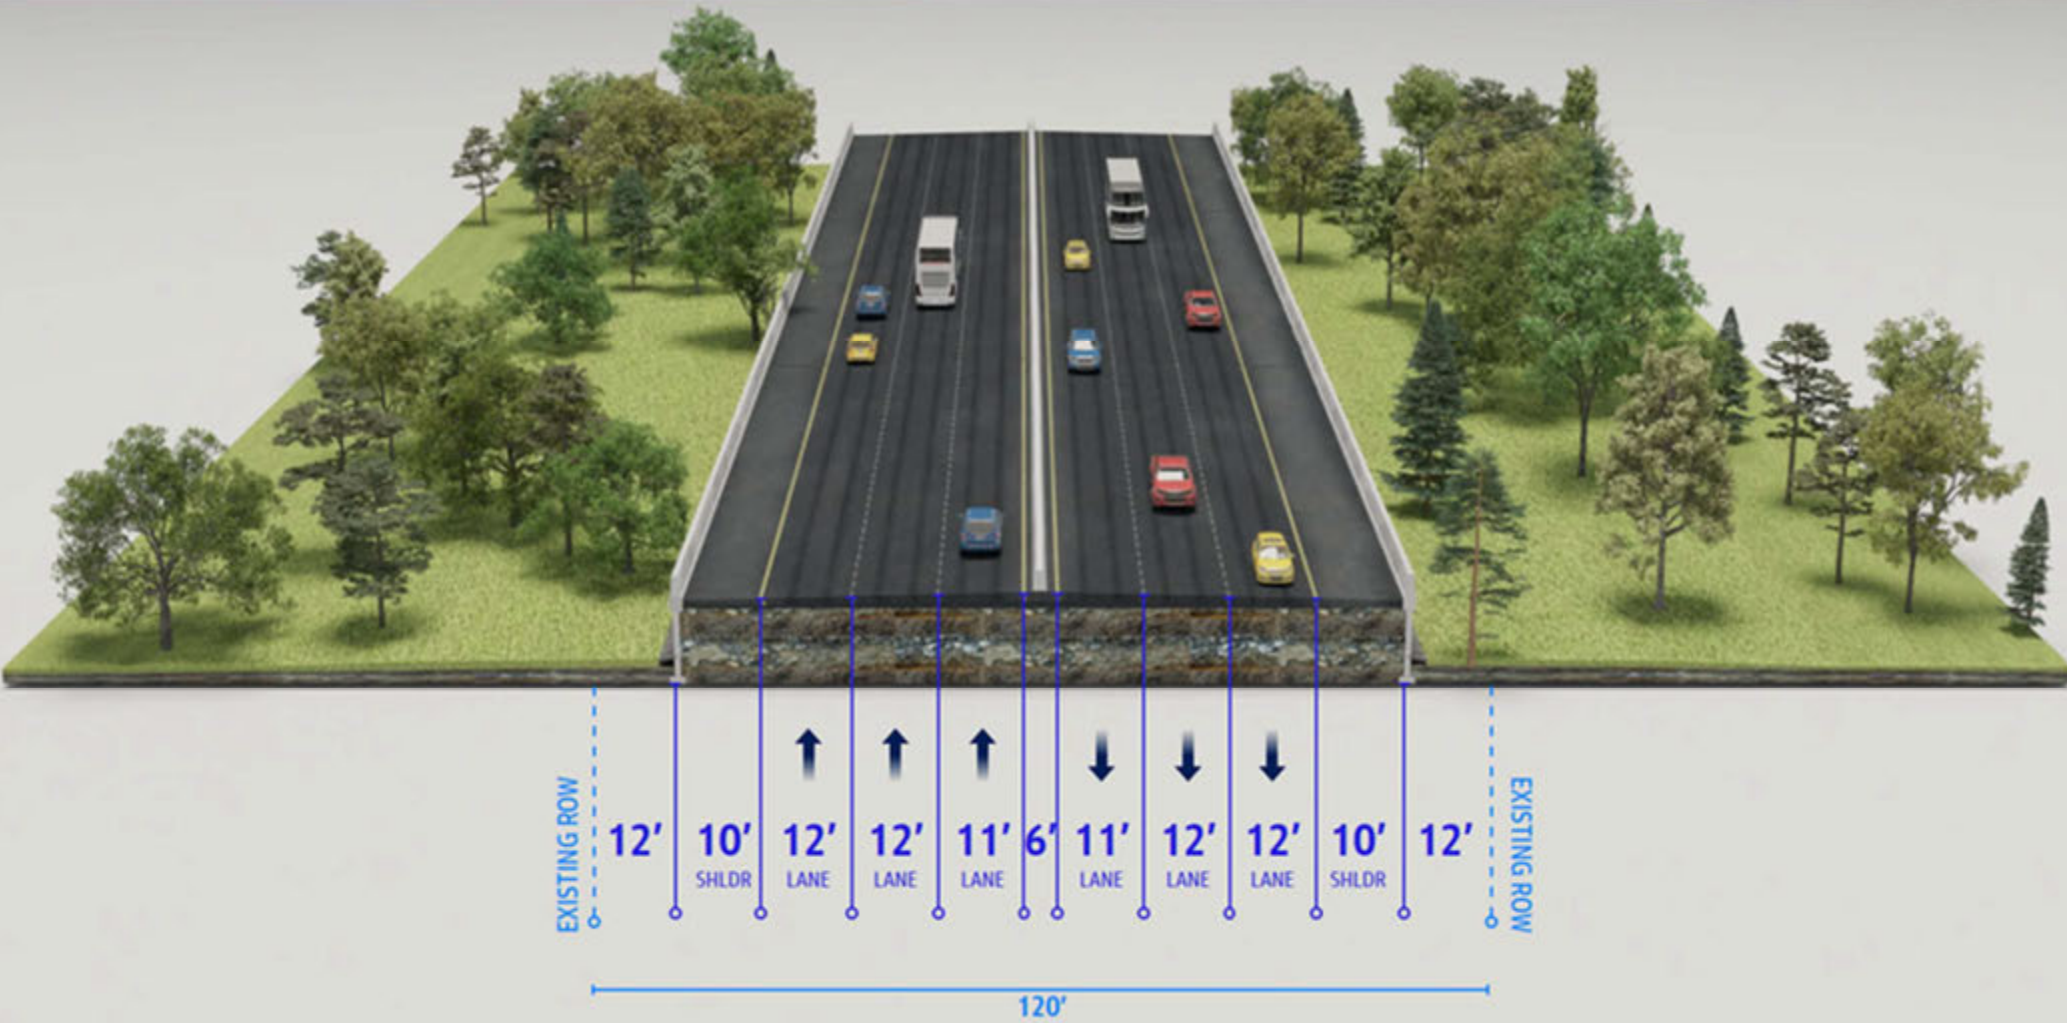 EXISTING ROW
12’ 10’ 12’ 12’ 11’ 6’ 11’ 12’ 12’ 10’ 12’
SHLDR LANE LANE LANE LANE LANE LANE SHLDR
EXISTING ROW
120’